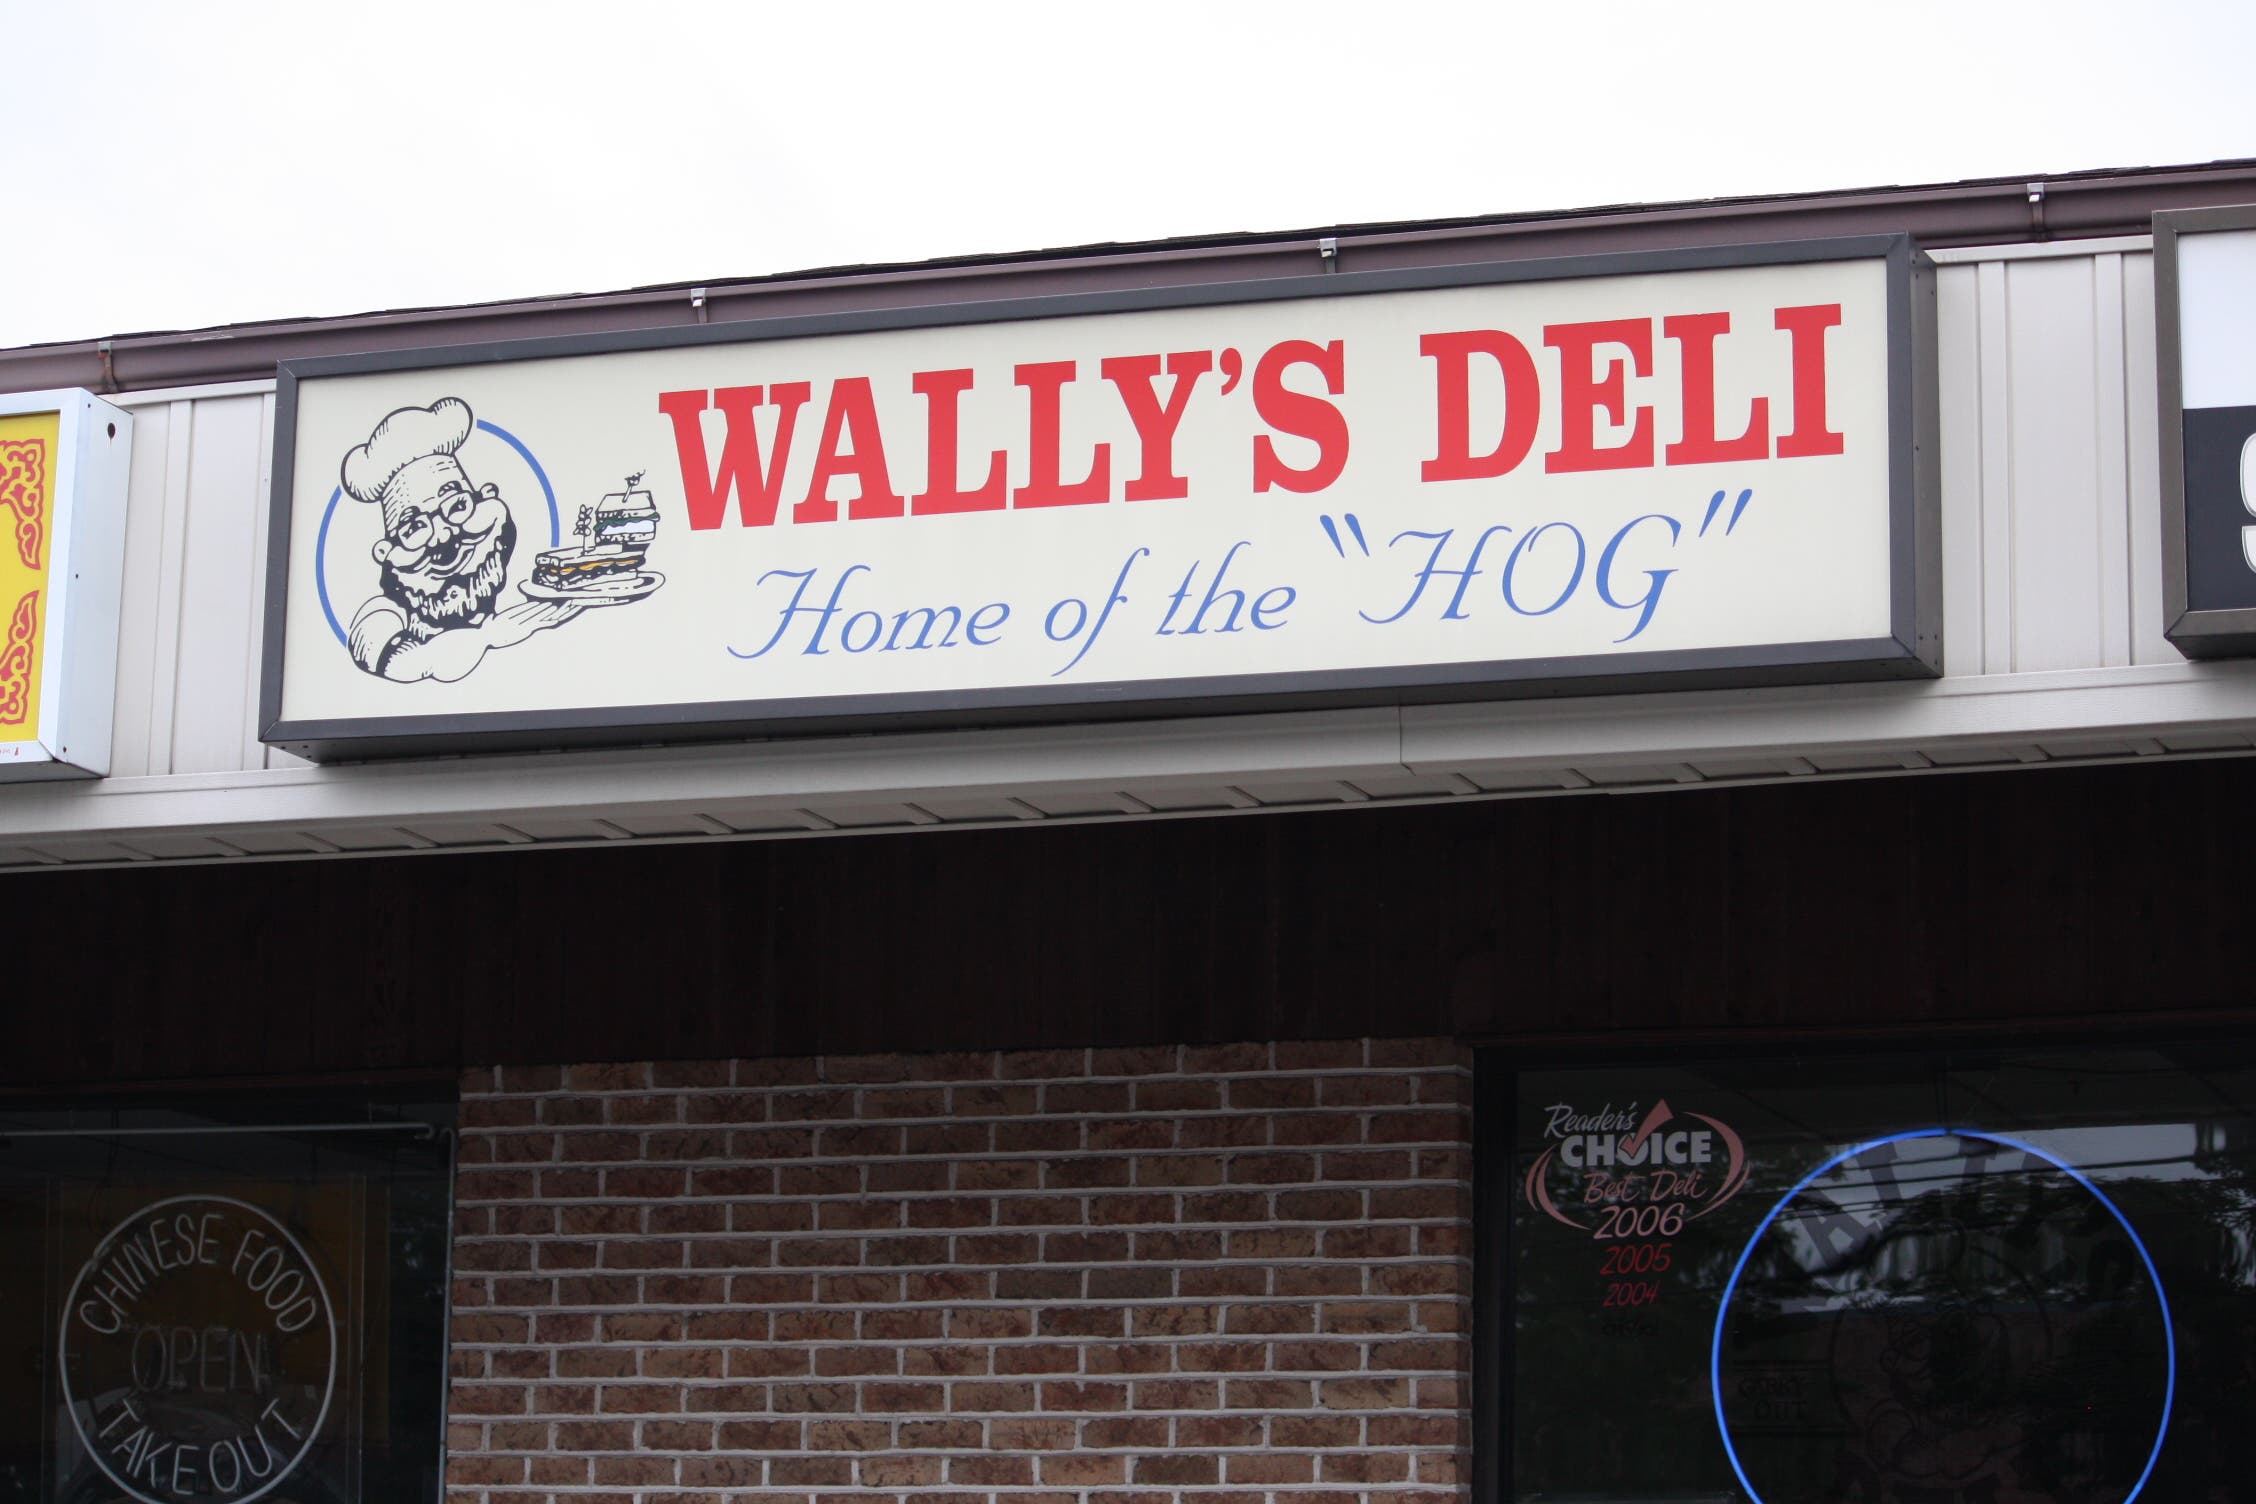 WALLY'S DELI
Home of the "HOG"
Reader's
CHOICE
Best Deli
2006
2005
2004
CHINESE FOOD
OPEN
TAKE OUT